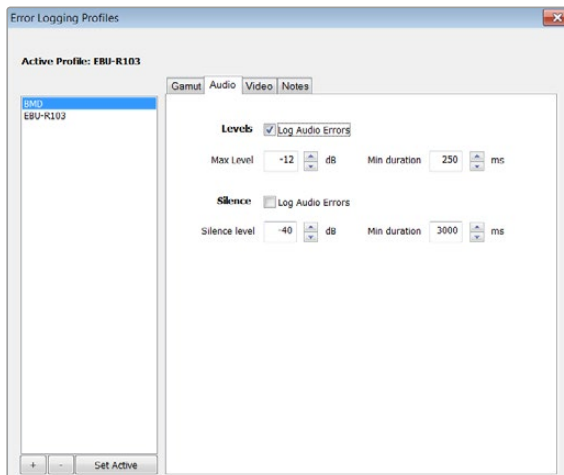 Error Logging Profiles
Active Profile: EBU-R103
Gamut Audio Video Notes
BMD
EBU-R103
Levels Log Audio Errors
Max Level -12 dB Min duration 250 ms
Silence Log Audio Errors
Silence level -40 dB Min duration 3000 ms
+ - Set Active